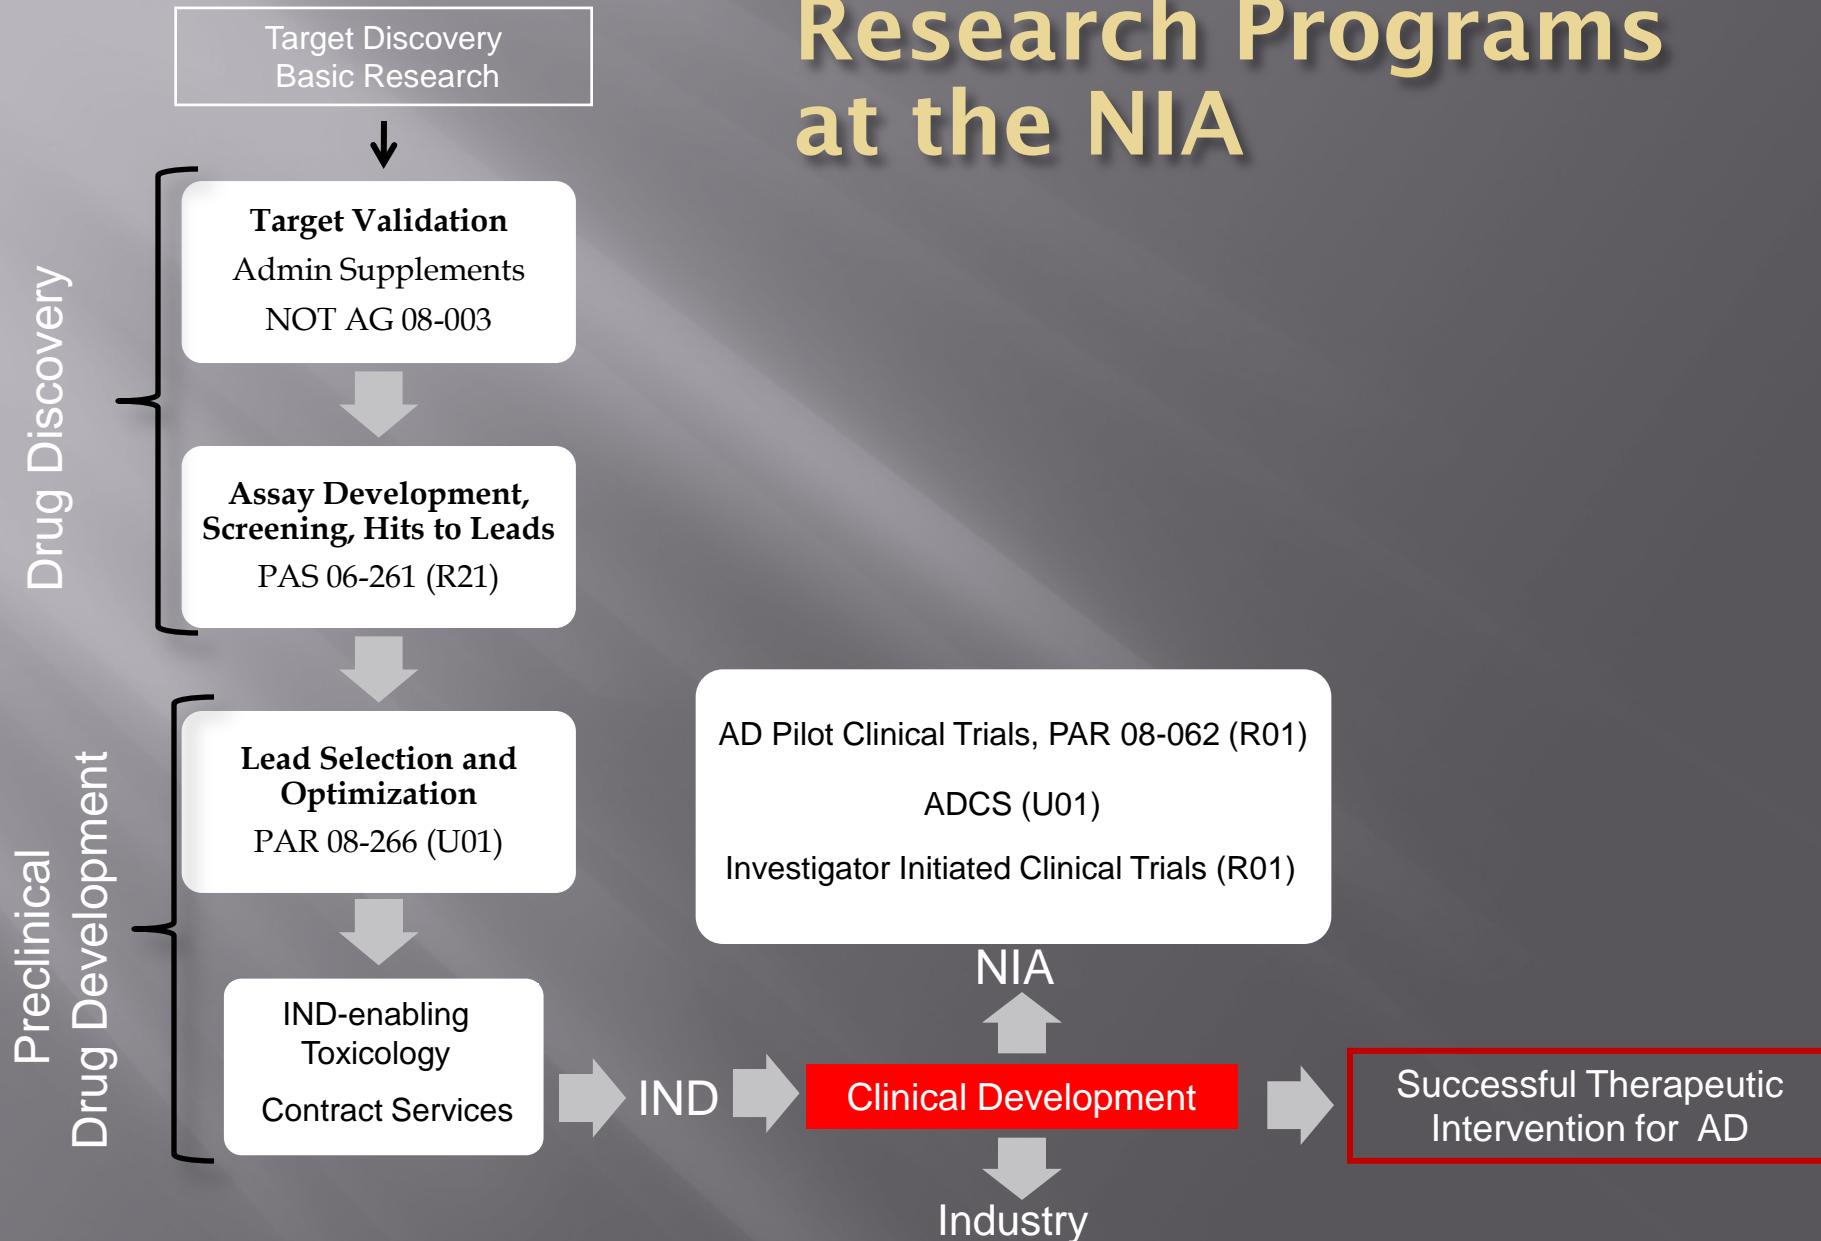 Research Programs
at the NIA
Target Discovery
Basic Research
Drug Discovery
Target Validation
Admin Supplements
NOT AG 08-003
Assay Development,
Screening, Hits to Leads
PAS 06-261 (R21)
Preclinical
Drug Development
Lead Selection and
Optimization
PAR 08-266 (U01)
IND-enabling
Toxicology
Contract Services
IND
AD Pilot Clinical Trials, PAR 08-062 (R01)
ADCS (U01)
Investigator Initiated Clinical Trials (R01)
NIA
Clinical Development
Industry
Successful Therapeutic
Intervention for AD